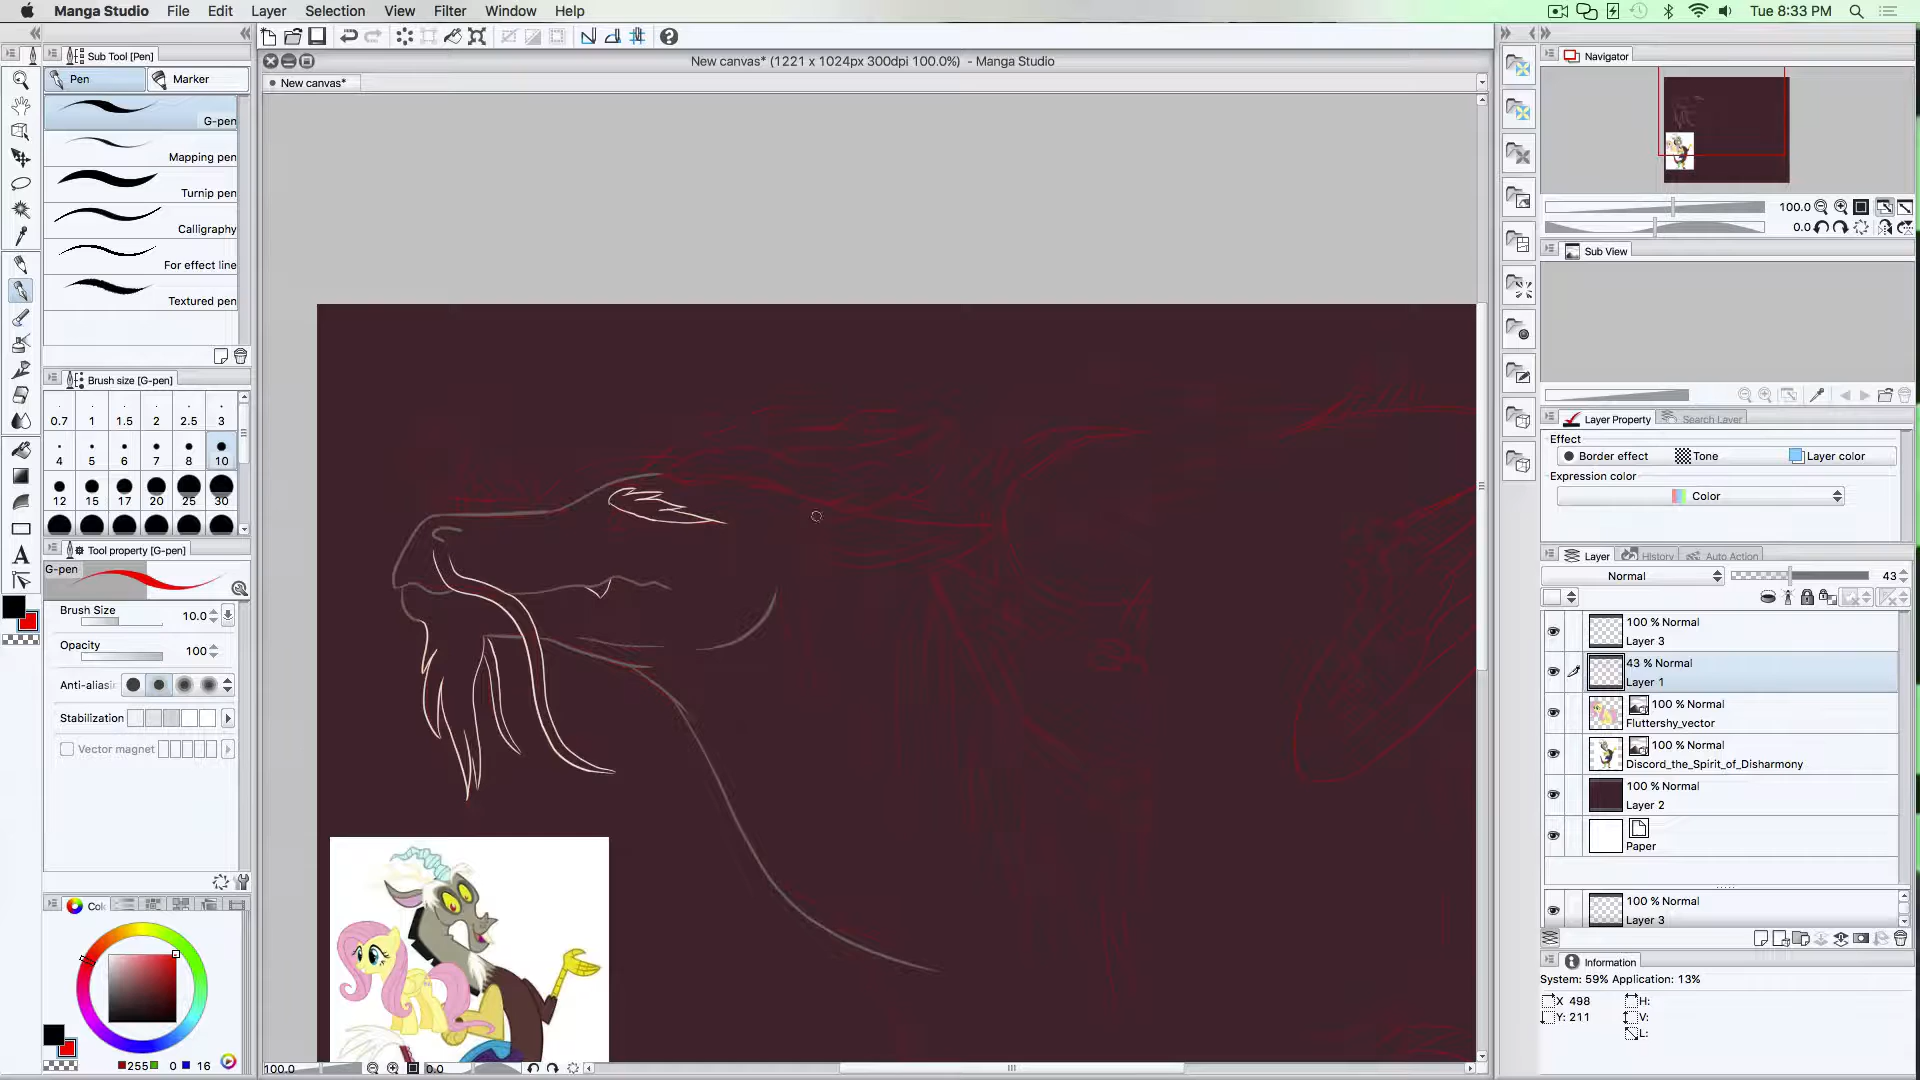 Manga Studio File Edit Layer Selection View Filter Window Help
Tue 8:33 PM
Sub Tool [Pen]
Pen Marker
G-pen
Mapping pen
Turnip pen
Calligraphy
For effect line
Textured pen
Brush size [G-pen]
0.7 1 1.5 2 2.5 3
4 5 6 7 8 10
12 15 17 20 25 30
Tool property [G-pen]
G-pen
Brush Size 10.0
Opacity 100
Anti-aliasin
Stabilization
Vector magnet
Col
255 0 16
New canvas* (1221 x 1024px 300dpi 100.0%) - Manga Studio
New canvas*
100.0 0.0
Navigator
100.0
0.0
Sub View
Layer Property Search Layer
Effect
Border effect Tone Layer color
Expression color
Color
Layer History Auto Action
Normal 43
100 % Normal
Layer 3
43 % Normal
Layer 1
100 % Normal
Fluttershy_vector
100 % Normal
Discord_the_Spirit_of_Disharmony
100 % Normal
Layer 2
Paper
100 % Normal
Layer 3
Information
System: 59% Application: 13%
X 498 H:
Y: 211 V:
L: